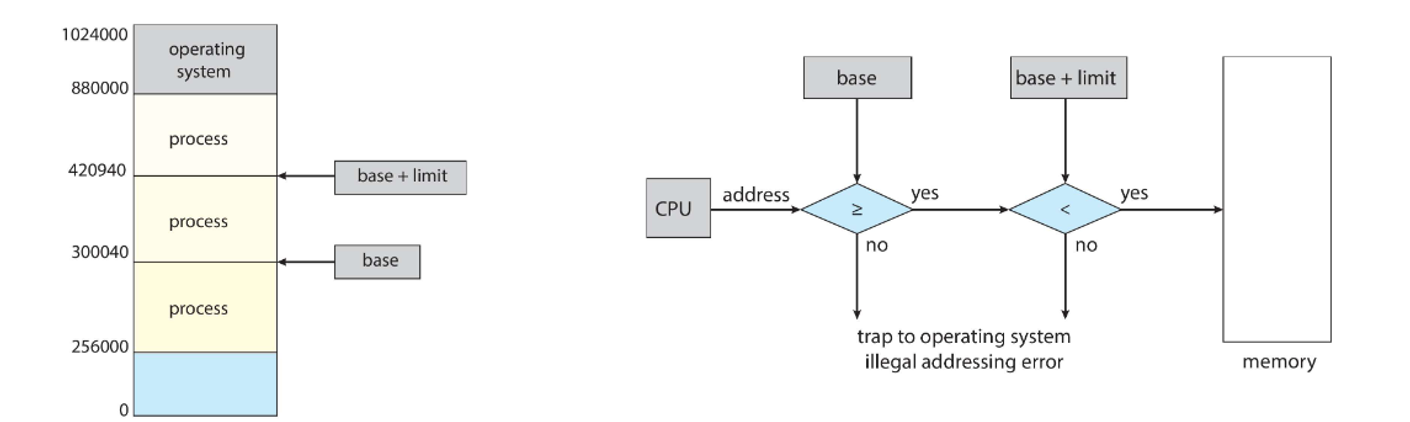 1024000
operating
system
880000
process
420940
base + limit
process
300040
base
process
256000
0
base
base + limit
CPU
address
≥
yes
<
yes
no
no
trap to operating system
illegal addressing error
memory